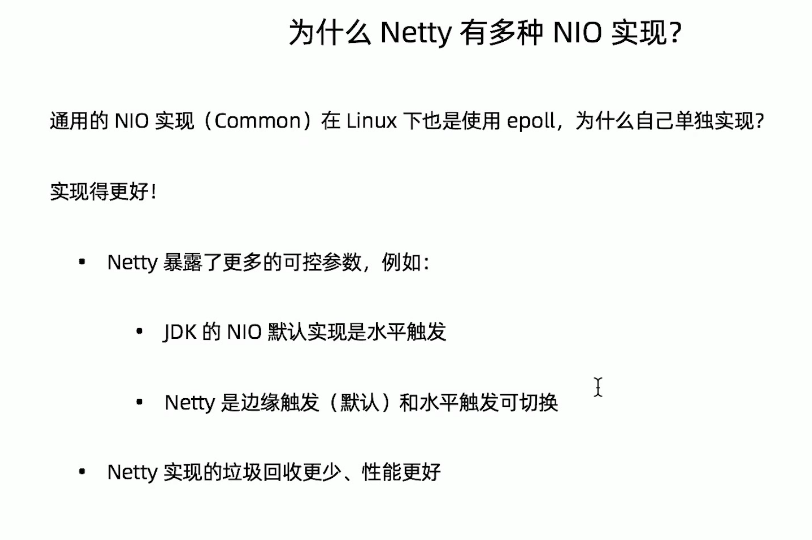 为什么 Netty 有多种 NIO 实现？
通用的 NIO 实现（Common）在 Linux 下也是使用 epoll，为什么自己单独实现？
实现得更好！
• Netty 暴露了更多的可控参数，例如：
• JDK 的 NIO 默认实现是水平触发
• Netty 是边缘触发（默认）和水平触发可切换
• Netty 实现的垃圾回收更少、性能更好